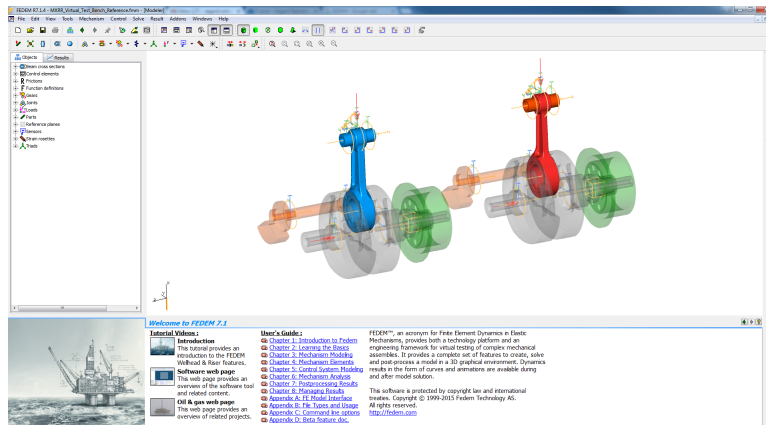 FEDEM R7.1.4 - MXRR_Virtual_Test_Bench_Reference.fmm - [Modeler]
File Edit View Tools Mechanism Control Solve Result Addons Windows Help
Objects Results
Beam cross sections
Control elements
Frictions
Function definitions
Gears
Joints
Loads
Parts
Reference planes
Sensors
Strain rosettes
Triads
Welcome to FEDEM 7.1
Tutorial Videos :
Introduction
This tutorial provides an
introduction to the FEDEM
Wellhead & Riser features.
Software web page
This web page provides an
overview of the software tool
and related content.
Oil & gas web page
This web page provides an
overview of related projects.
User's Guide :
Chapter 1: Introduction to Fedem
Chapter 2: Learning the Basics
Chapter 3: Mechanism Modeling
Chapter 4: Mechanism Elements
Chapter 5: Control System Modeling
Chapter 6: Mechanism Analysis
Chapter 7: Postprocessing Results
Chapter 8: Managing Results
Appendix A: FE Model Interface
Appendix B: File Types and Usage
Appendix C: Command line options
Appendix D: Beta feature doc.
FEDEM™, an acronym for Finite Element Dynamics in Elastic
Mechanisms, provides both a technology platform and an
engineering framework for virtual testing of complex mechanical
assemblies. It provides a complete set of features to create, solve
and post-process a model in a 3D graphical environment. Dynamics
results in the form of curves and animations are available during
and after model solution.
This software is protected by copyright law and international
treaties. Copyright © 1999-2015 Fedem Technology AS.
All rights reserved.
http://fedem.com